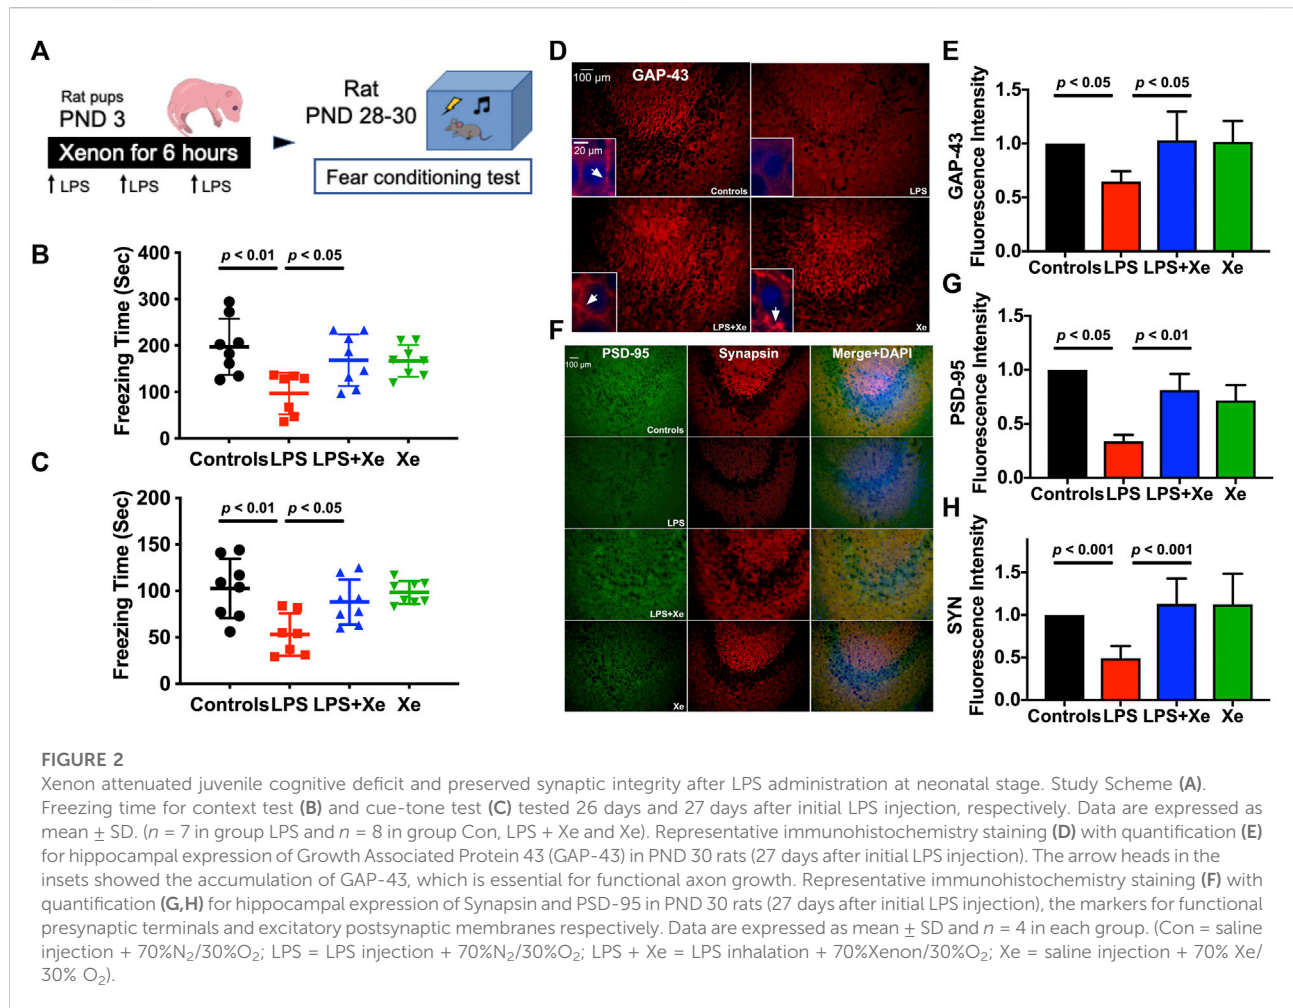 A
Rat pups
PND 3
Xenon for 6 hours
↑ LPS ↑ LPS ↑ LPS
Rat
PND 28-30
Fear conditioning test
B
Freezing Time (Sec)
400
300
200
100
0
p < 0.01 p < 0.05
Controls LPS LPS+Xe Xe
C
Freezing Time (Sec)
200
150
100
50
0
p < 0.01 p < 0.05
Controls LPS LPS+Xe Xe
D
100 µm
GAP-43
20 µm
Controls
LPS
LPS+Xe
Xe
E
GAP-43
Fluorescence Intensity
1.5
1.0
0.5
0.0
p < 0.05 p < 0.05
Controls LPS LPS+Xe Xe
F
PSD-95 Synapsin Merge+DAPI
100 µm
Controls
LPS
LPS+Xe
Xe
G
PSD-95
Fluorescence Intensity
1.5
1.0
0.5
0.0
p < 0.05 p < 0.01
Controls LPS LPS+Xe Xe
H
SYN
Fluorescence Intensity
1.5
1.0
0.5
0.0
p < 0.001 p < 0.001
Controls LPS LPS+Xe Xe
FIGURE 2
Xenon attenuated juvenile cognitive deficit and preserved synaptic integrity after LPS administration at neonatal stage. Study Scheme (A).
Freezing time for context test (B) and cue-tone test (C) tested 26 days and 27 days after initial LPS injection, respectively. Data are expressed as
mean ± SD. (n = 7 in group LPS and n = 8 in group Con, LPS + Xe and Xe). Representative immunohistochemistry staining (D) with quantification (E)
for hippocampal expression of Growth Associated Protein 43 (GAP-43) in PND 30 rats (27 days after initial LPS injection). The arrow heads in the
insets showed the accumulation of GAP-43, which is essential for functional axon growth. Representative immunohistochemistry staining (F) with
quantification (G,H) for hippocampal expression of Synapsin and PSD-95 in PND 30 rats (27 days after initial LPS injection), the markers for functional
presynaptic terminals and excitatory postsynaptic membranes respectively. Data are expressed as mean ± SD and n = 4 in each group. (Con = saline
injection + 70%N₂/30%O₂; LPS = LPS injection + 70%N₂/30%O₂; LPS + Xe = LPS inhalation + 70%Xenon/30%O₂; Xe = saline injection + 70% Xe/
30% O₂).